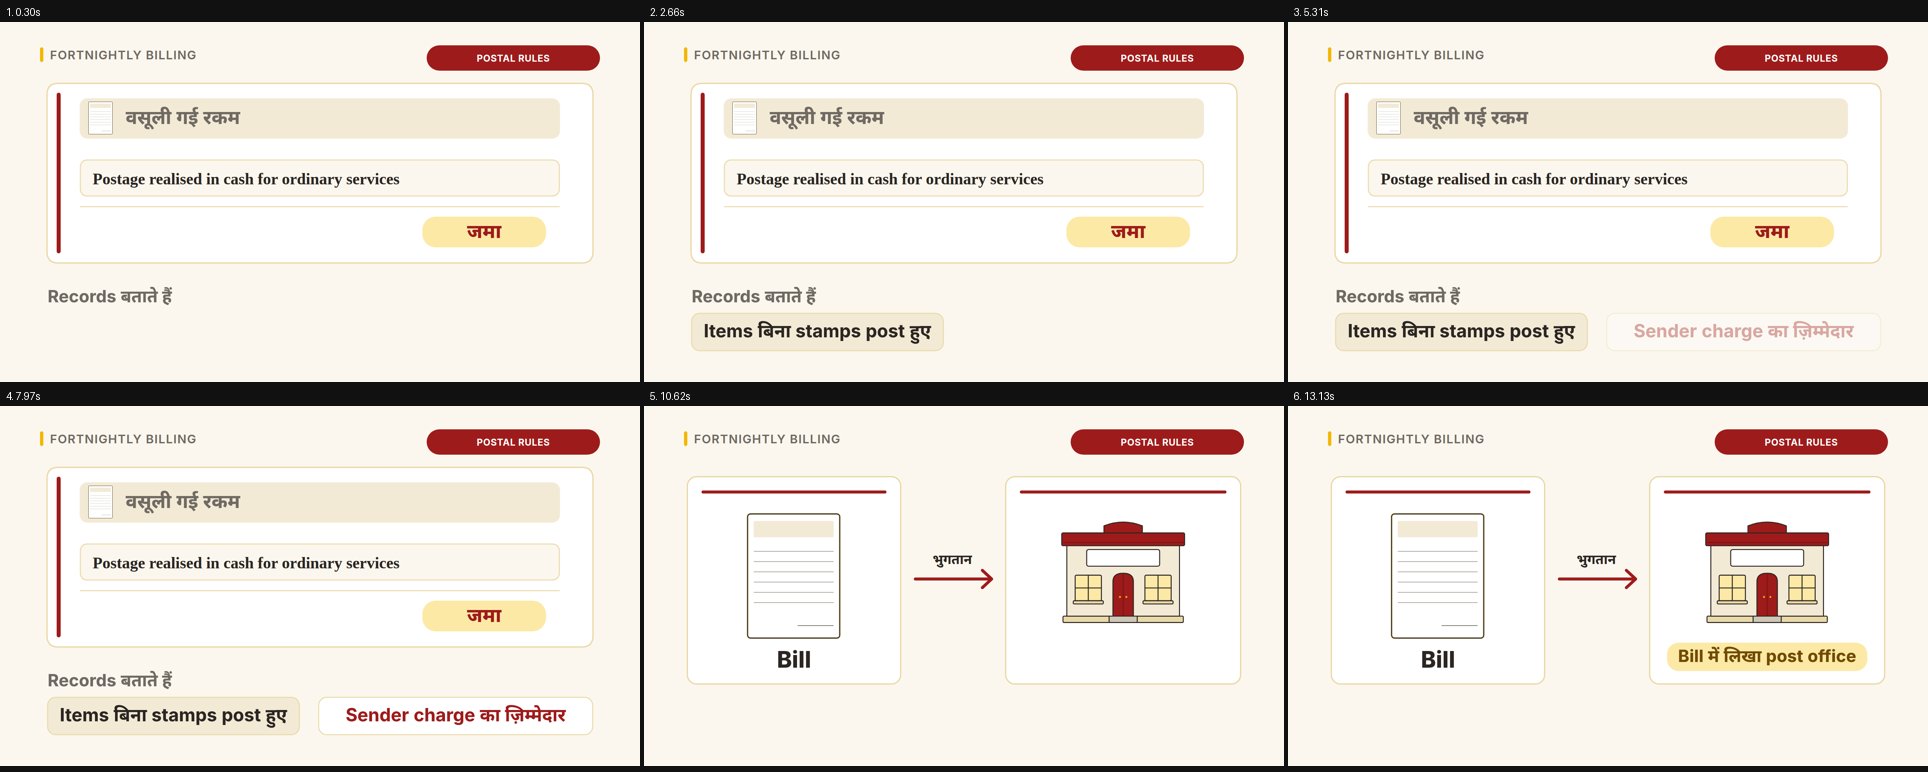 1. 0.30s
FORTNIGHTLY BILLING
POSTAL RULES
वसूली गई रकम
Postage realised in cash for ordinary services
जमा
Records बताते हैं
2. 2.66s
FORTNIGHTLY BILLING
POSTAL RULES
वसूली गई रकम
Postage realised in cash for ordinary services
जमा
Records बताते हैं
Items बिना stamps post हुए
3. 5.31s
FORTNIGHTLY BILLING
POSTAL RULES
वसूली गई रकम
Postage realised in cash for ordinary services
जमा
Records बताते हैं
Items बिना stamps post हुए
Sender charge का ज़िम्मेदार
4. 7.97s
FORTNIGHTLY BILLING
POSTAL RULES
वसूली गई रकम
Postage realised in cash for ordinary services
जमा
Records बताते हैं
Items बिना stamps post हुए
Sender charge का ज़िम्मेदार
5. 10.62s
FORTNIGHTLY BILLING
POSTAL RULES
भुगतान
Bill
6. 13.13s
FORTNIGHTLY BILLING
POSTAL RULES
भुगतान
Bill
Bill में लिखा post office